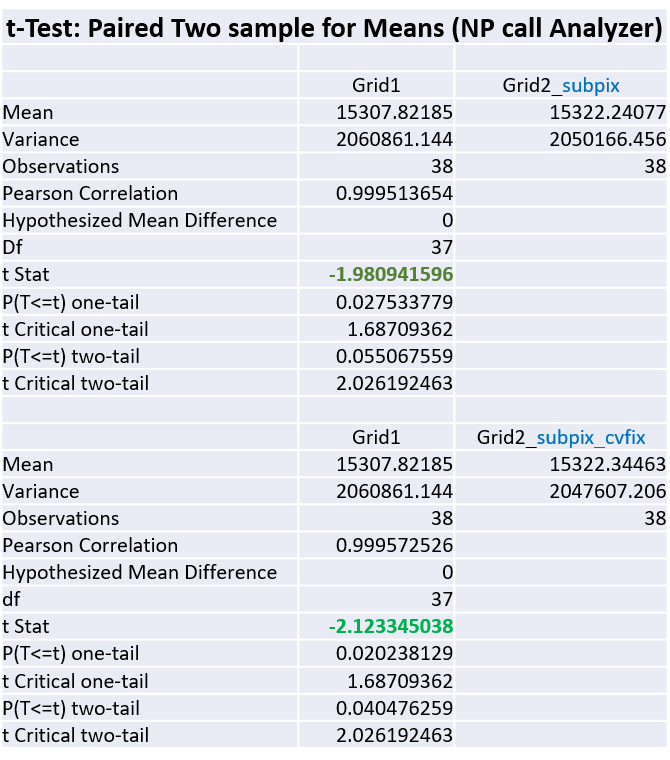 t-Test: Paired Two sample for Means (NP call Analyzer)
Grid1 Grid2_subpix
Mean 15307.82185 15322.24077
Variance 2060861.144 2050166.456
Observations 38 38
Pearson Correlation 0.999513654
Hypothesized Mean Difference 0
Df 37
t Stat -1.980941596
P(T<=t) one-tail 0.027533779
t Critical one-tail 1.68709362
P(T<=t) two-tail 0.055067559
t Critical two-tail 2.026192463
Grid1 Grid2_subpix_cvfix
Mean 15307.82185 15322.34463
Variance 2060861.144 2047607.206
Observations 38 38
Pearson Correlation 0.999572526
Hypothesized Mean Difference 0
df 37
t Stat -2.123345038
P(T<=t) one-tail 0.020238129
t Critical one-tail 1.68709362
P(T<=t) two-tail 0.040476259
t Critical two-tail 2.026192463